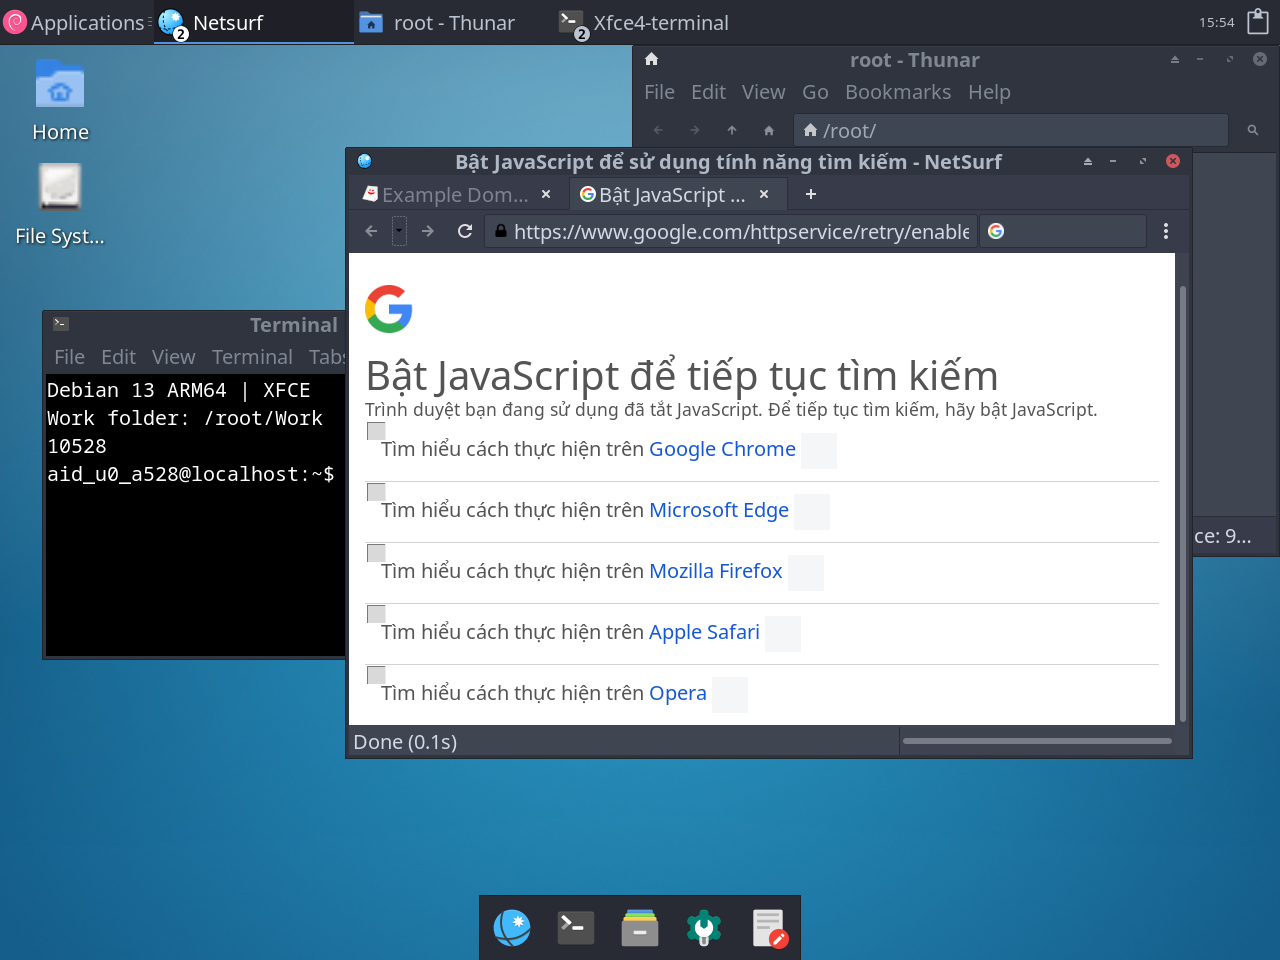 Applications
2
Netsurf
root - Thunar
2
Xfce4-terminal
15:54
Home
File Syst...
root - Thunar
File Edit View Go Bookmarks Help
/root/
Bật JavaScript để sử dụng tính năng tìm kiếm - NetSurf
Example Dom...
Bật JavaScript ...
https://www.google.com/httpservice/retry/enable
Bật JavaScript để tiếp tục tìm kiếm
Trình duyệt bạn đang sử dụng đã tắt JavaScript. Để tiếp tục tìm kiếm, hãy bật JavaScript.
Tìm hiểu cách thực hiện trên Google Chrome
Tìm hiểu cách thực hiện trên Microsoft Edge
Tìm hiểu cách thực hiện trên Mozilla Firefox
Tìm hiểu cách thực hiện trên Apple Safari
Tìm hiểu cách thực hiện trên Opera
Done (0.1s)
Terminal
File Edit View Terminal Tabs
Debian 13 ARM64 | XFCE
Work folder: /root/Work
10528
aid_u0_a528@localhost:~$
ce: 9...